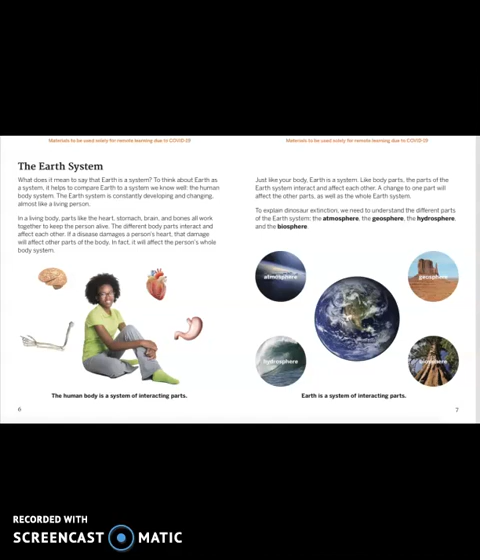 Materials to be used solely for remote learning due to COVID-19
The Earth System
What does it mean to say that Earth is a system? To think about Earth as
a system, it helps to compare Earth to a system we know well: the human
body system. The Earth system is constantly developing and changing,
almost like a living person.
In a living body, parts like the heart, stomach, brain, and bones all work
together to keep the person alive. The different body parts interact and
affect each other. If a disease damages a person's heart, that damage
will affect other parts of the body. In fact, it will affect the person's whole
body system.
The human body is a system of interacting parts.
6
Materials to be used solely for remote learning due to COVID-19
Just like your body, Earth is a system. Like body parts, the parts of the
Earth system interact and affect each other. A change to one part will
affect the other parts, as well as the whole Earth system.
To explain dinosaur extinction, we need to understand the different parts
of the Earth system: the atmosphere, the geosphere, the hydrosphere,
and the biosphere.
atmosphere
geosphere
hydrosphere
biosphere
Earth is a system of interacting parts.
7
RECORDED WITH
SCREENCAST MATIC